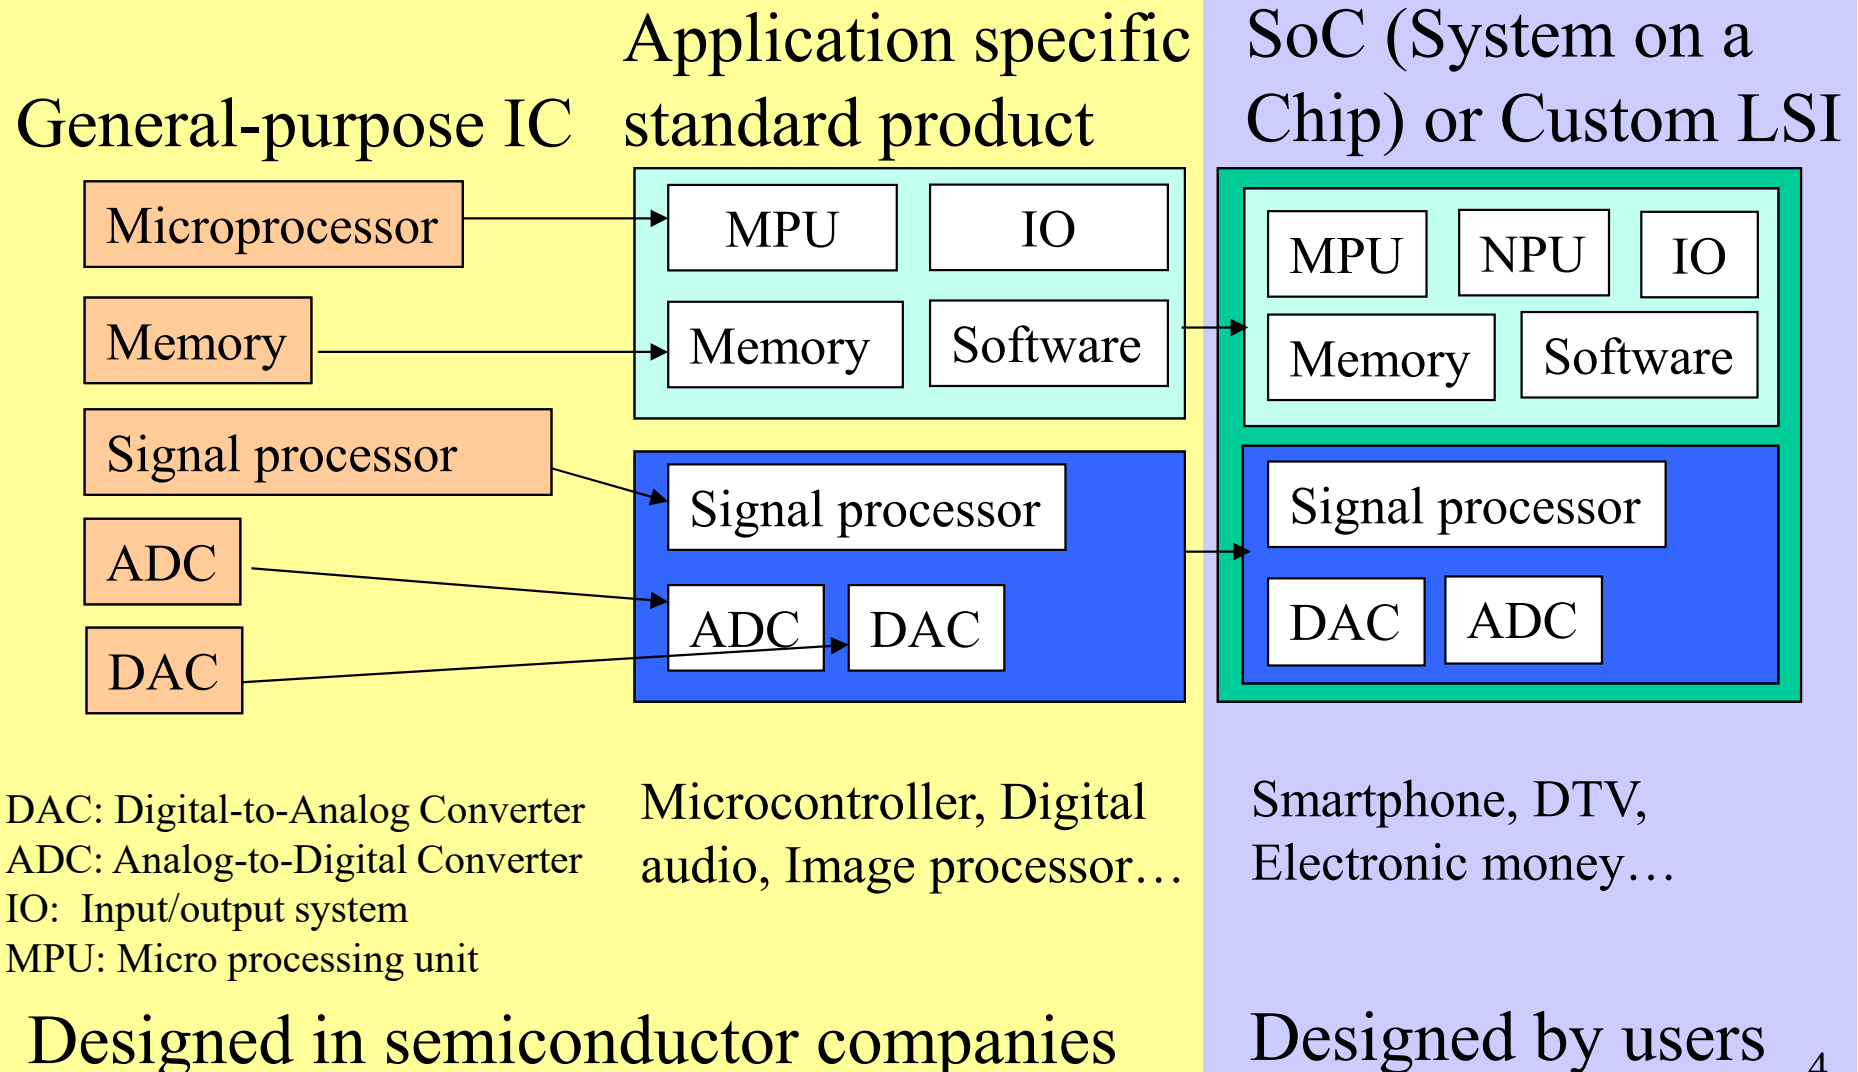 General-purpose IC
Application specific
standard product
SoC (System on a
Chip) or Custom LSI
Microprocessor
Memory
Signal processor
ADC
DAC
MPU
IO
Memory
Software
Signal processor
ADC
DAC
MPU
NPU
IO
Memory
Software
Signal processor
DAC
ADC
DAC: Digital-to-Analog Converter
ADC: Analog-to-Digital Converter
IO: Input/output system
MPU: Micro processing unit
Microcontroller, Digital
audio, Image processor…
Smartphone, DTV,
Electronic money…
Designed in semiconductor companies
Designed by users
4